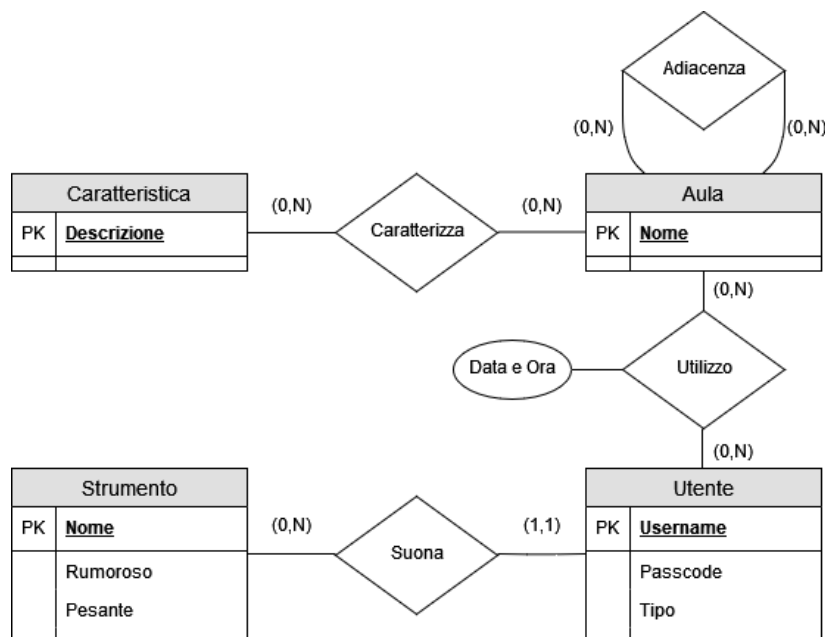 Adiacenza
(0,N) (0,N)
Caratteristica
PK Descrizione
(0,N)
Caratterizza
(0,N)
Aula
PK Nome
(0,N)
Data e Ora
Utilizzo
(0,N)
Strumento
PK Nome
Rumoroso
Pesante
(0,N)
Suona
(1,1)
Utente
PK Username
Passcode
Tipo